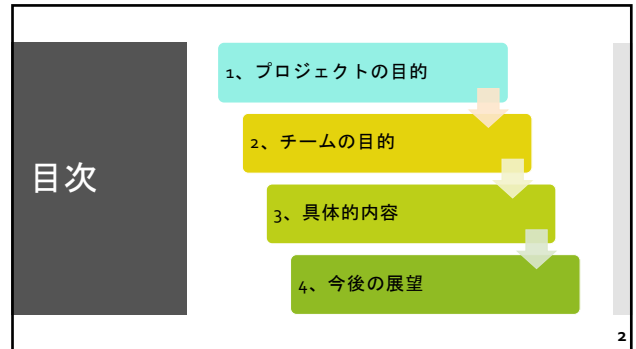 目次
1、プロジェクトの目的
2、チームの目的
3、具体的内容
4、今後の展望
2